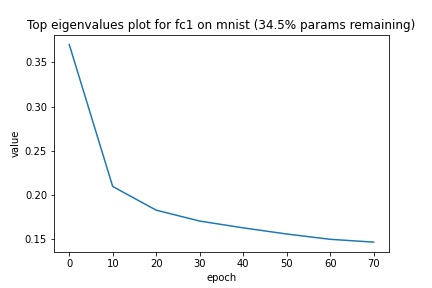 Top eigenvalues plot for fc1 on mnist (34.5% params remaining)
0.35
0.30
0.25
0.20
0.15
value
0 10 20 30 40 50 60 70
epoch